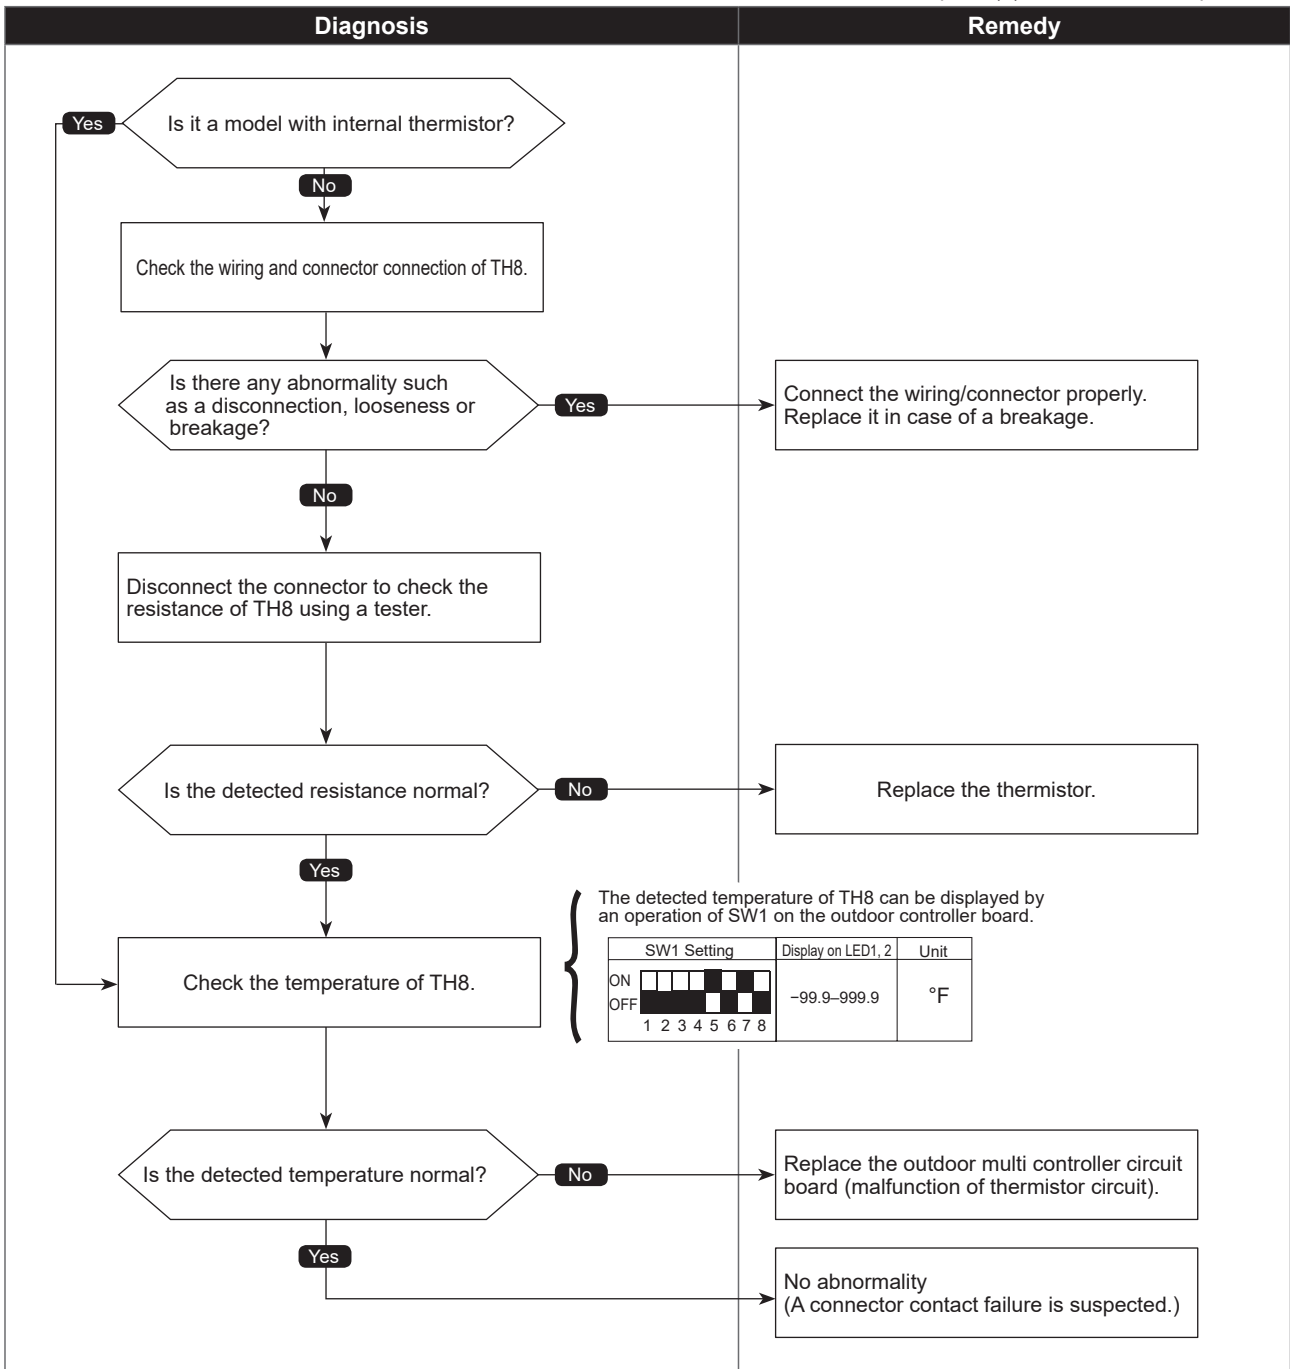 Diagnosis
Remedy
Is it a model with internal thermistor?
Yes
No
Check the wiring and connector connection of TH8.
Is there any abnormality such
as a disconnection, looseness or
breakage?
Yes
Connect the wiring/connector properly.
Replace it in case of a breakage.
No
Disconnect the connector to check the
resistance of TH8 using a tester.
Is the detected resistance normal?
No
Replace the thermistor.
Yes
The detected temperature of TH8 can be displayed by
an operation of SW1 on the outdoor controller board.
SW1 Setting
Display on LED1, 2
Unit
ON
OFF
1 2 3 4 5 6 7 8
−99.9–999.9
°F
Check the temperature of TH8.
Is the detected temperature normal?
No
Replace the outdoor multi controller circuit
board (malfunction of thermistor circuit).
Yes
No abnormality
(A connector contact failure is suspected.)